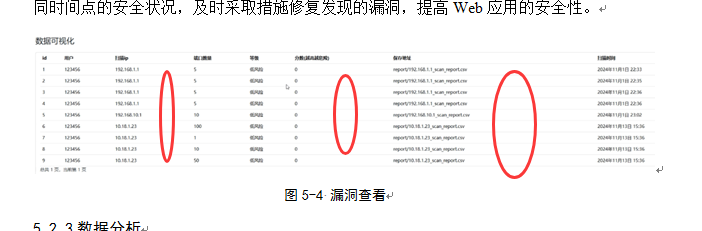 同时间点的安全状况，及时采取措施修复发现的漏洞，提高 Web 应用的安全性。
数据可视化
id 用户 扫描ip 端口数量 等级 分数(越高越危险) 保存地址 扫描时间
1 123456 192.168.1.1 5 低风险 0 report/192.168.1.1_scan_report.csv 2024年11月1日 22:33
2 123456 192.168.1.1 5 低风险 0 report/192.168.1.1_scan_report.csv 2024年11月1日 22:35
3 123456 192.168.1.1 5 低风险 0 report/192.168.1.1_scan_report.csv 2024年11月1日 22:36
4 123456 192.168.1.1 5 低风险 0 report/192.168.1.1_scan_report.csv 2024年11月1日 22:36
5 123456 192.168.10.1 10 低风险 0 report/192.168.10.1_scan_report.csv 2024年11月1日 23:02
6 123456 10.18.1.23 100 低风险 0 report/10.18.1.23_scan_report.csv 2024年11月13日 15:36
7 123456 10.18.1.23 1 低风险 0 report/10.18.1.23_scan_report.csv 2024年11月13日 15:36
8 123456 10.18.1.23 10 低风险 0 report/10.18.1.23_scan_report.csv 2024年11月13日 15:36
9 123456 10.18.1.23 50 低风险 0 report/10.18.1.23_scan_report.csv 2024年11月13日 15:36
总共 1 页，当前第 1 页
图 5-4 漏洞查看
5.2.3 数据分析